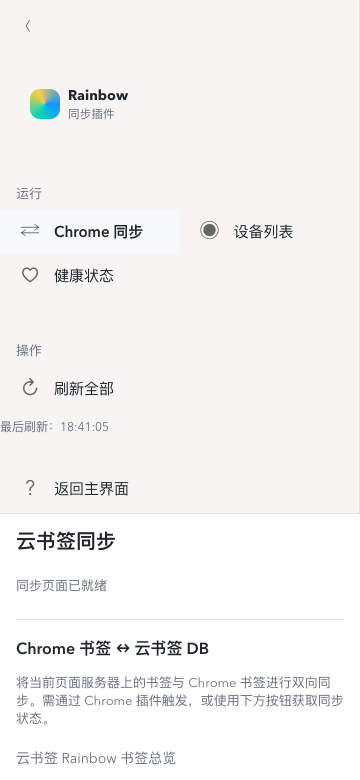 Rainbow
同步插件
运行
Chrome 同步
设备列表
健康状态
操作
刷新全部
最后刷新：18:41:05
? 返回主界面
云书签同步
同步页面已就绪
Chrome 书签 ↔ 云书签 DB
将当前页面服务器上的书签与 Chrome 书签进行双向同
步。需通过 Chrome 插件触发，或使用下方按钮获取同步
状态。
云书签 Rainbow 书签总览